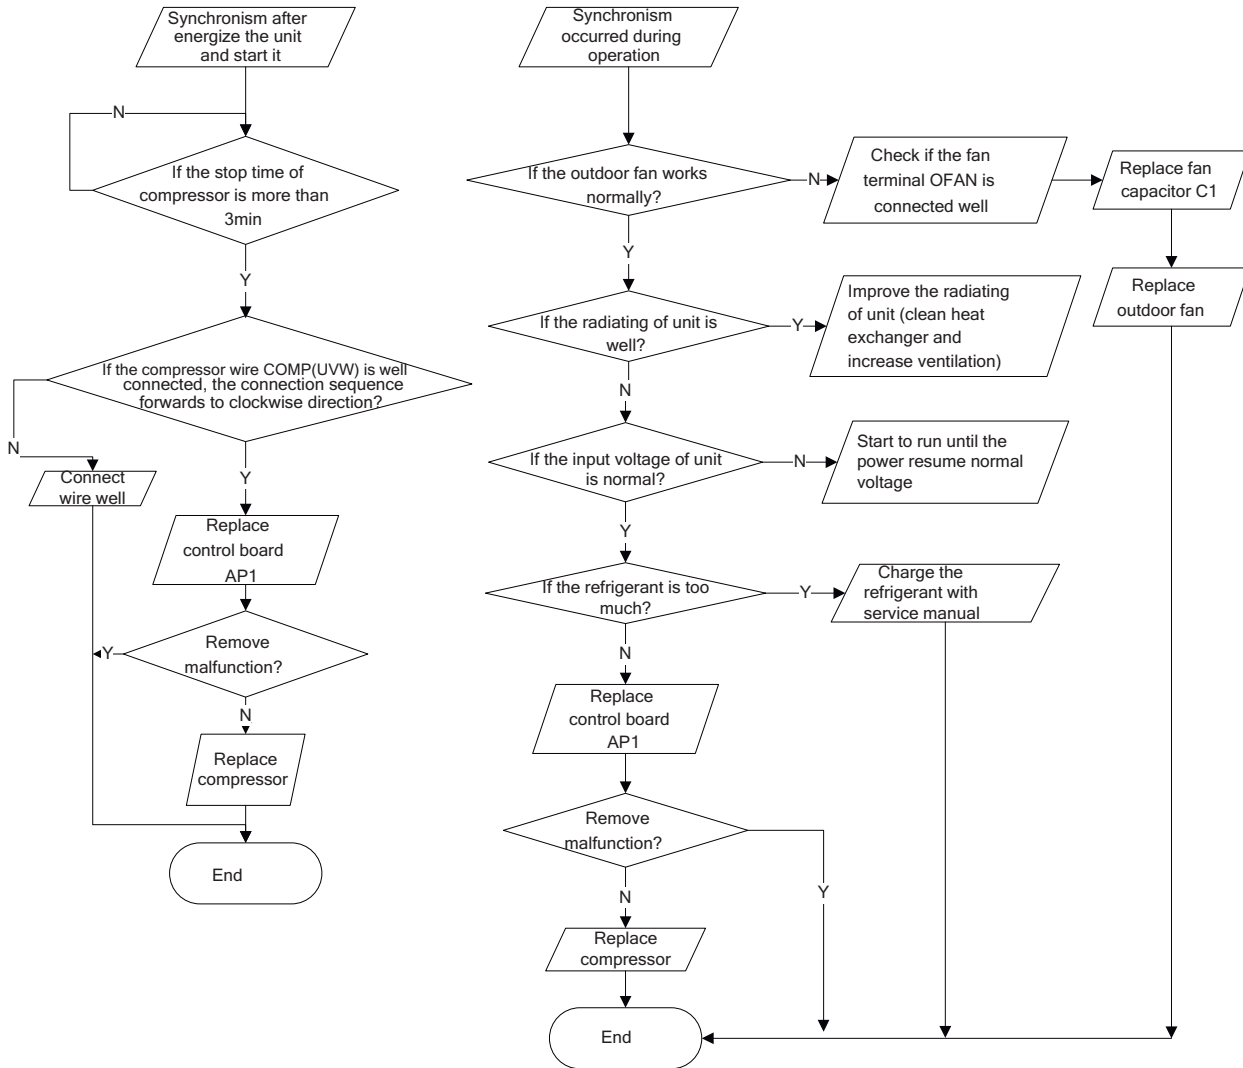 Synchronism after
energize the unit
and start it
N
If the stop time of
compressor is more than
3min
Y
If the compressor wire COMP(UVW) is well
connected, the connection sequence
forwards to clockwise direction?
N
Connect
wire well
Y
Replace
control board
AP1
Remove
malfunction?
Y
N
Replace
compressor
End
Synchronism
occurred during
operation
If the outdoor fan works
normally?
N
Check if the fan
terminal OFAN is
connected well
Replace fan
capacitor C1
Replace
outdoor fan
Y
If the radiating of unit is
well?
Y
Improve the radiating
of unit (clean heat
exchanger and
increase ventilation)
N
If the input voltage of unit
is normal?
N
Start to run until the
power resume normal
voltage
Y
If the refrigerant is too
much?
Y
Charge the
refrigerant with
service manual
N
Replace
control board
AP1
Remove
malfunction?
Y
N
Replace
compressor
End